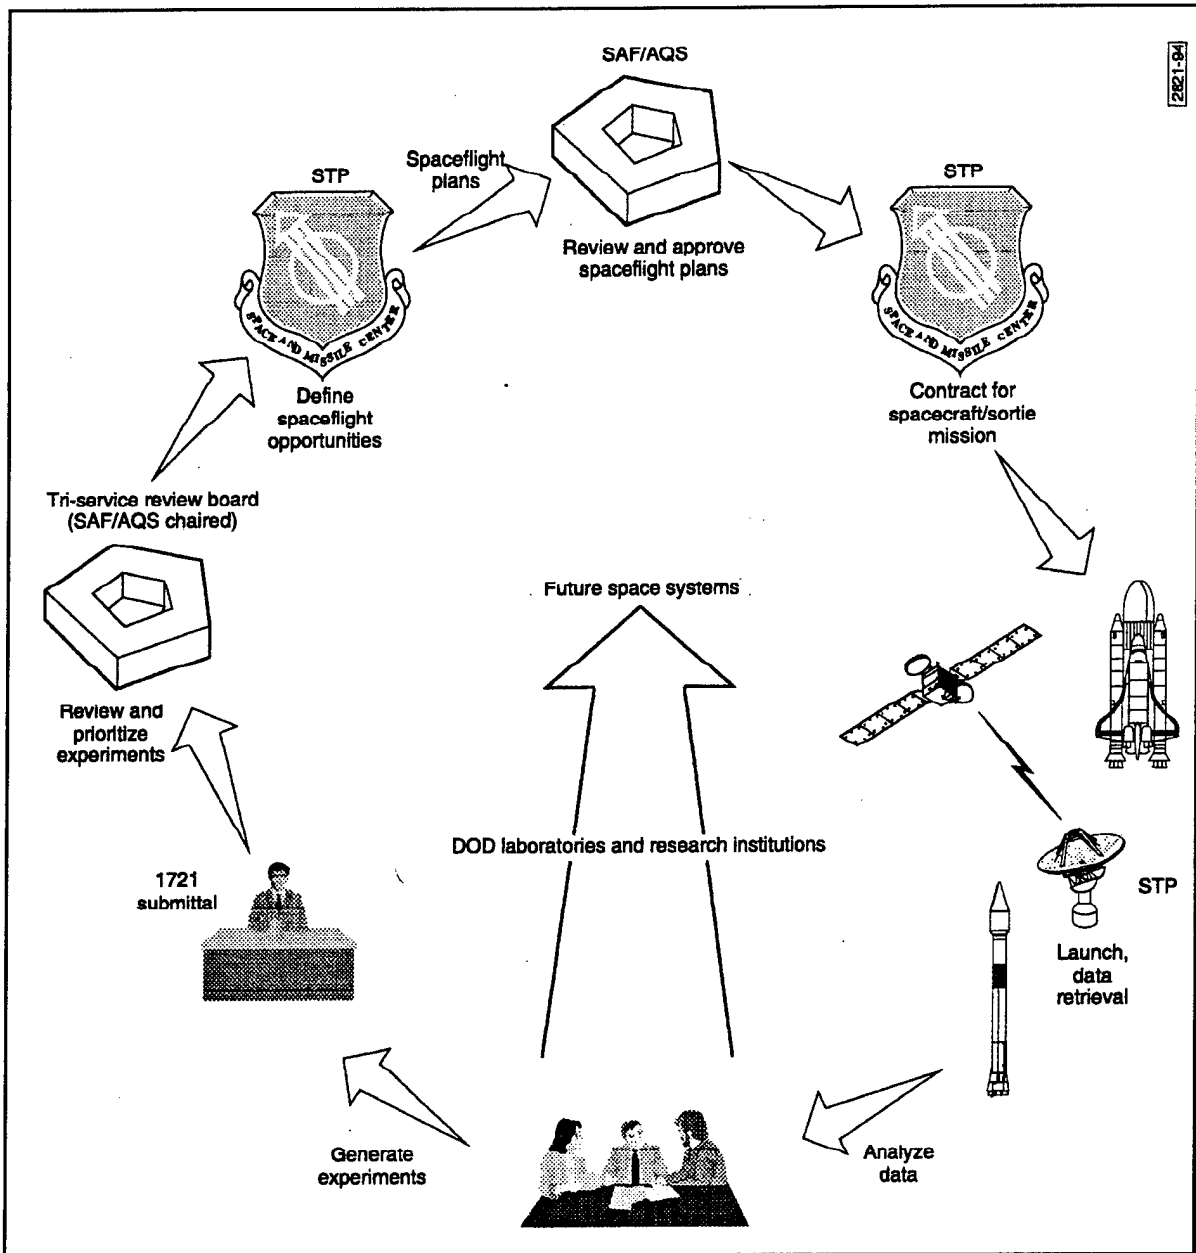 SAF/AQS
2821-94
STP
Spaceflight
plans
STP
SPACE AND MISSILE CENTER
Review and approve
spaceflight plans
SPACE AND MISSILE CENTER
Define
spaceflight
opportunities
Contract for
spacecraft/sortie
mission
Tri-service review board
(SAF/AQS chaired)
Future space systems
Review and
prioritize
experiments
DOD laboratories and research institutions
1721
submittal
STP
Launch,
data
retrieval
Generate
experiments
Analyze
data